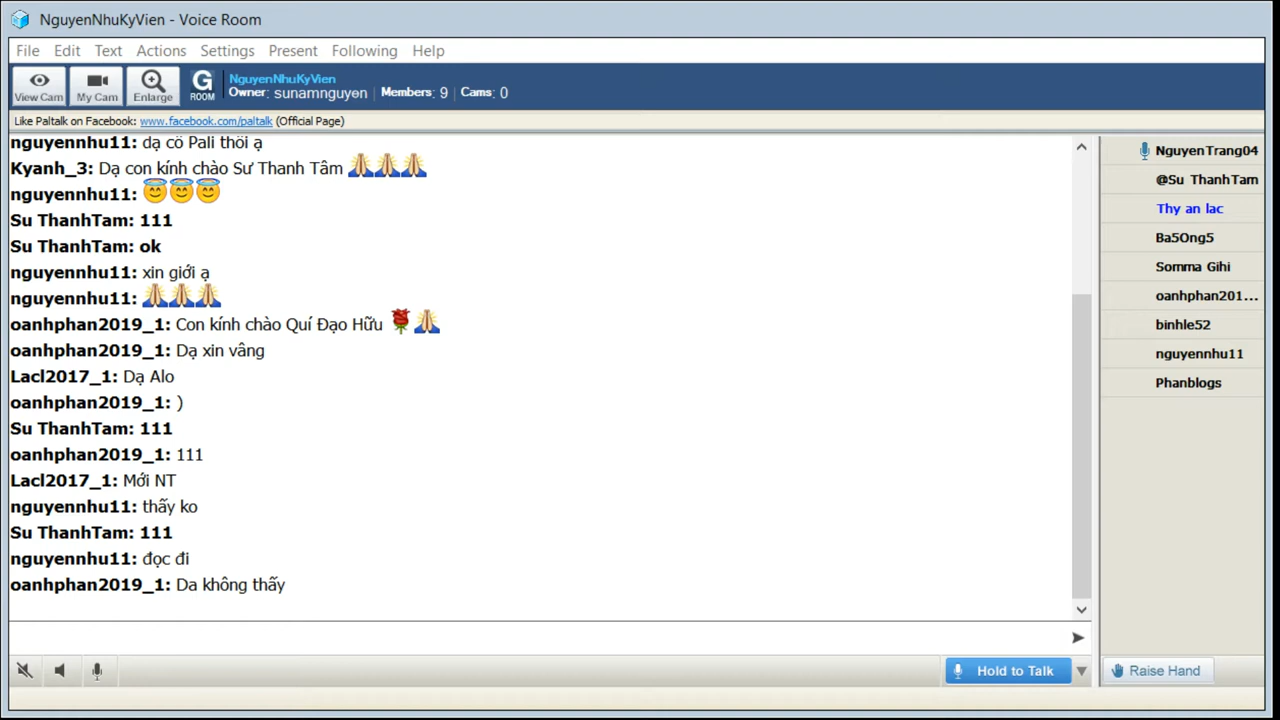 NguyenNhuKyVien - Voice Room
File Edit Text Actions Settings Present Following Help
View Cam My Cam Enlarge G ROOM NguyenNhuKyVien
Owner: sunamnguyen Members: 9 Cams: 0
Like Paltalk on Facebook: www.facebook.com/paltalk (Official Page)
nguyennhu11: dạ cô Pali thôi ạ
Kyanh_3: Dạ con kính chào Sư Thanh Tâm 🙏🙏🙏
nguyennhu11: 😇😇😇
Su ThanhTam: 111
Su ThanhTam: ok
nguyennhu11: xin giới ạ
nguyennhu11: 🙏🙏🙏
oanhphan2019_1: Con kính chào Quí Đạo Hữu 🌹🙏
oanhphan2019_1: Dạ xin vâng
Lacl2017_1: Dạ Alo
oanhphan2019_1: )
Su ThanhTam: 111
oanhphan2019_1: 111
Lacl2017_1: Mới NT
nguyennhu11: thấy ko
Su ThanhTam: 111
nguyennhu11: đọc đi
oanhphan2019_1: Da không thấy
NguyenTrang04
@Su ThanhTam
Thy an lac
Ba5Ong5
Somma Gihi
oanhphan201...
binhle52
nguyennhu11
Phanblogs
Hold to Talk
Raise Hand